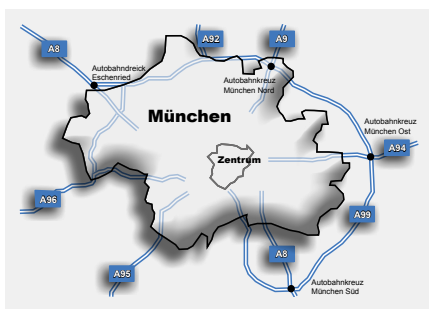 A92
A9
A8
Autobahndreick
Eschenried
Autobahnkreuz
München Nord
München
Autobahnkreuz
München Ost
A94
Zentrum
A96
A99
A8
A95
Autobahnkreuz
München Süd